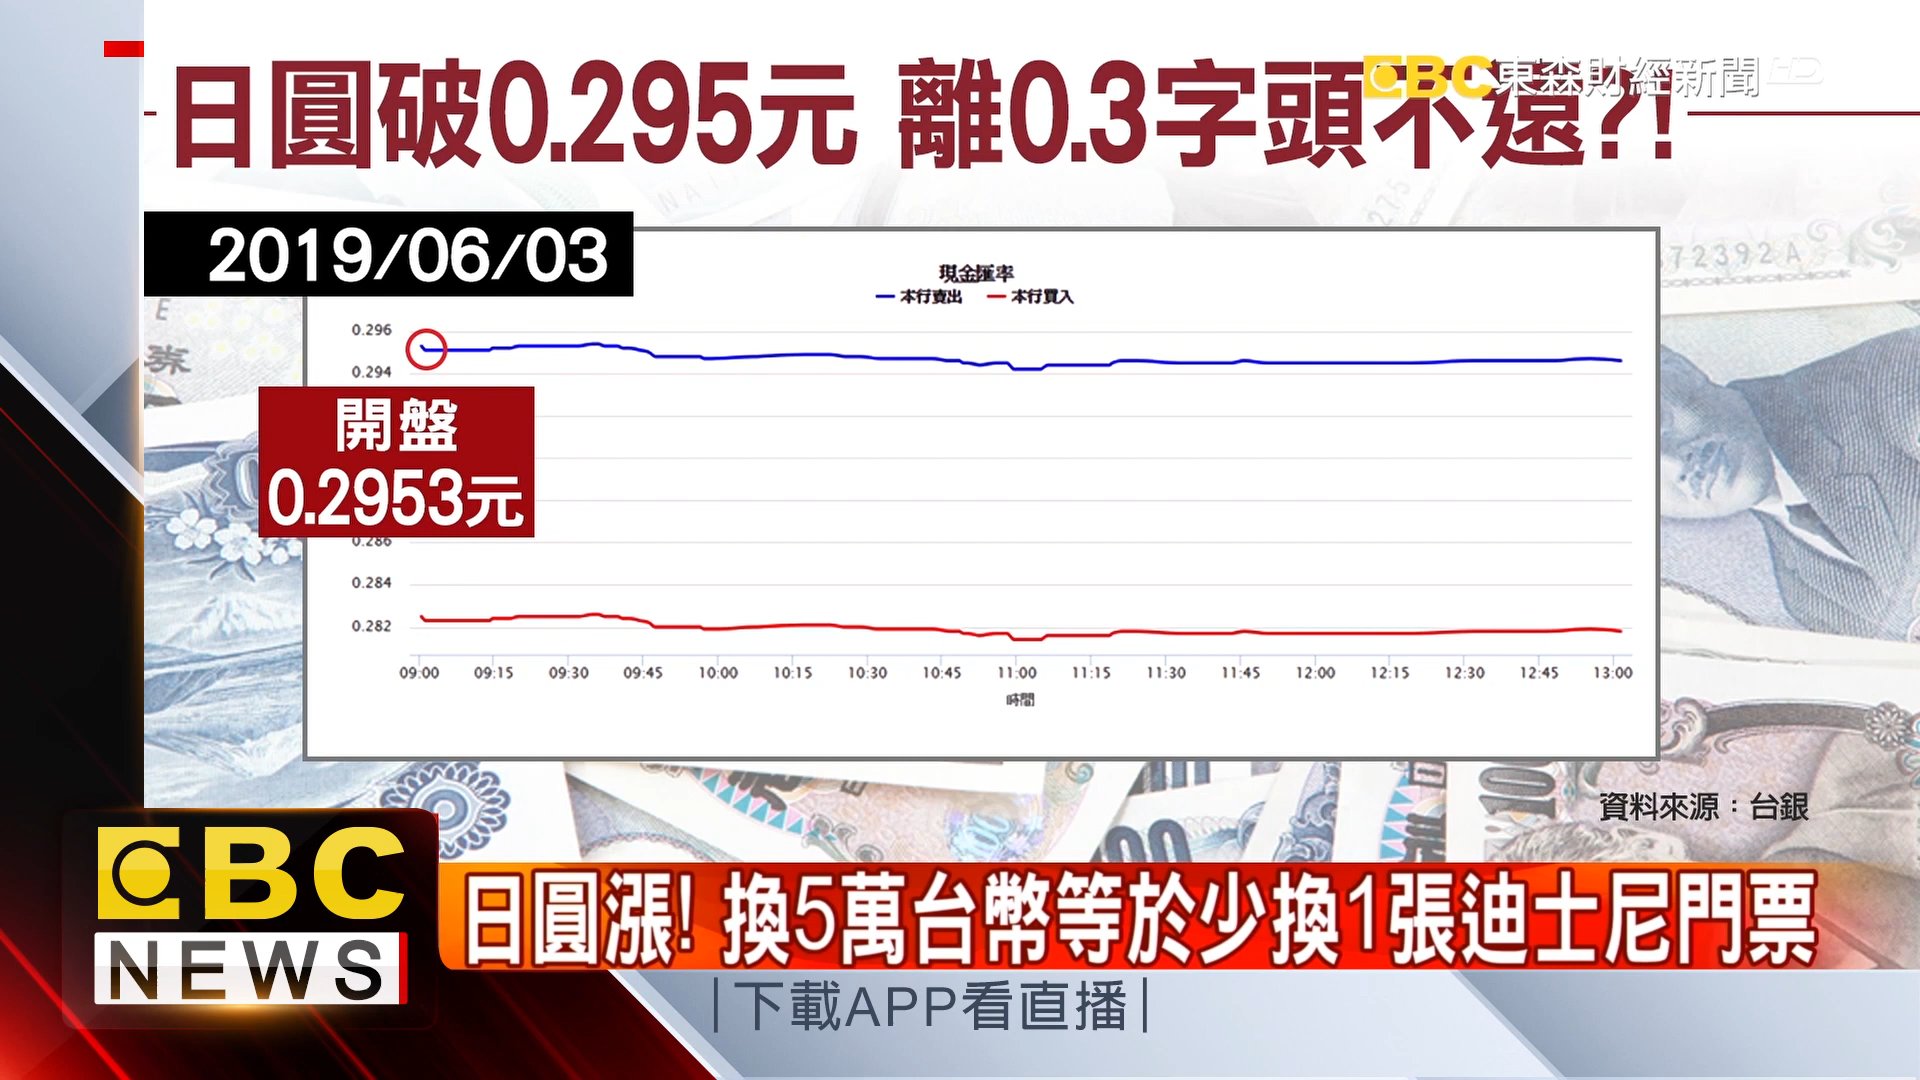 日圓破0.295元 離0.3字頭不遠?!
EBC 東森財經新聞 HD
2019/06/03
現金匯率
本行賣出 本行買入
0.296
0.294
開盤
0.2953元
0.286
0.284
0.282
09:00 09:15 09:30 09:45 10:00 10:15 10:30 10:45 11:00 11:15 11:30 11:45 12:00 12:15 12:30 12:45 13:00
時間
72392A
資料來源：台銀
EBC
NEWS
日圓漲! 換5萬台幣等於少換1張迪士尼門票
|下載APP看直播|